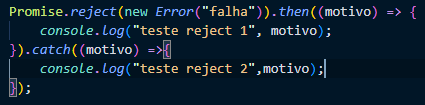 Promise.reject(new Error("falha")).then((motivo) => {
    console.log("teste reject 1", motivo);
}).catch((motivo) =>{
    console.log("teste reject 2",motivo);
});